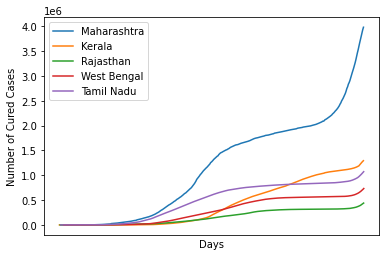 1e6
4.0
3.5
3.0
2.5
2.0
1.5
1.0
0.5
0.0
Number of Cured Cases
Maharashtra
Kerala
Rajasthan
West Bengal
Tamil Nadu
Days